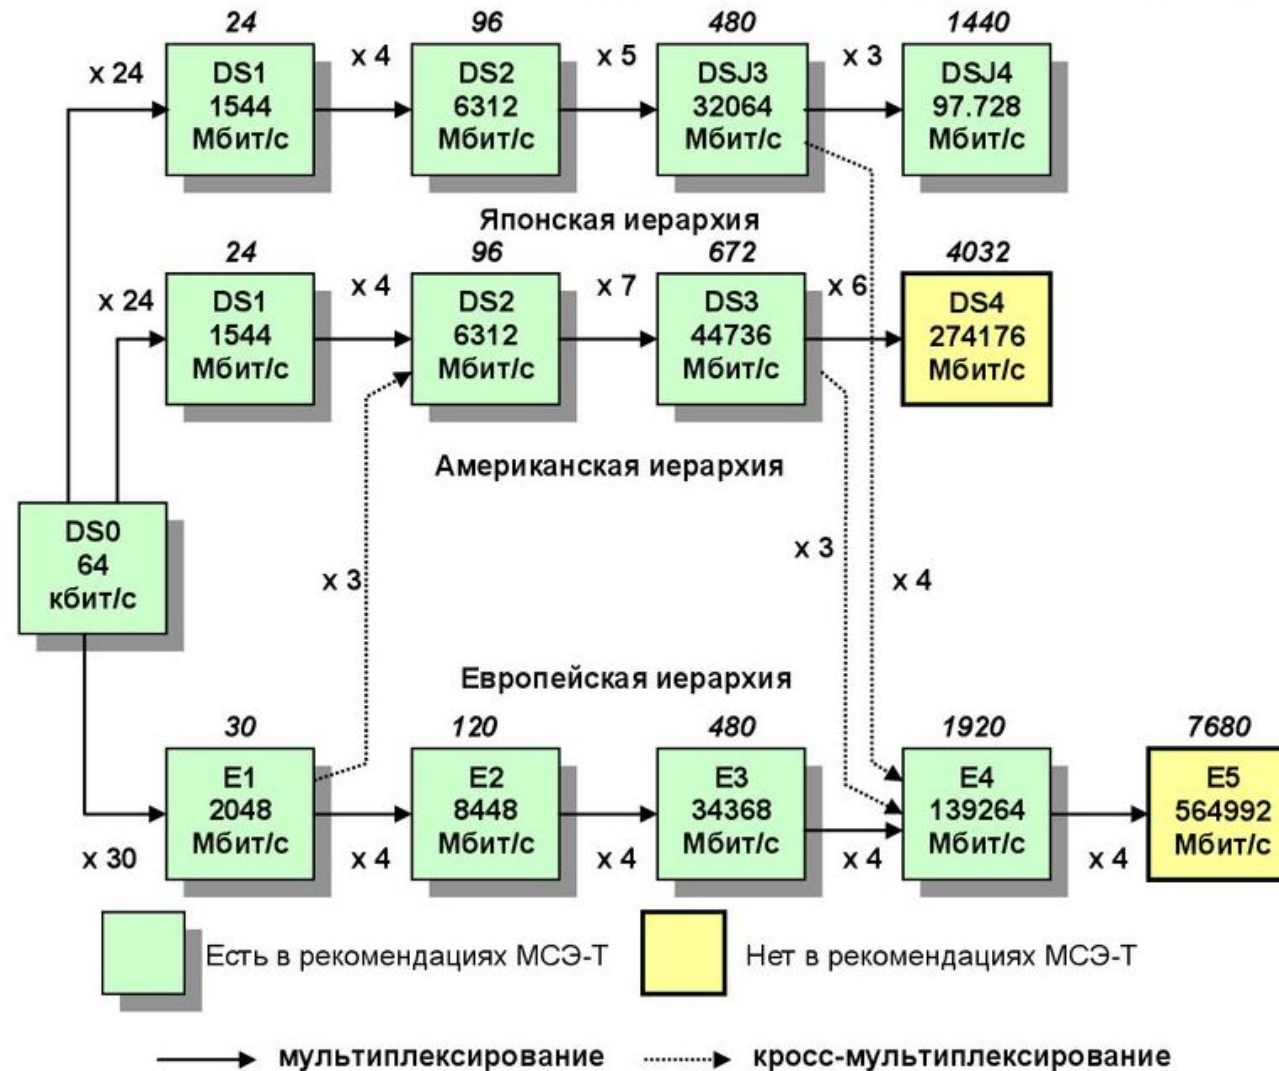 24 96 480 1440
x 24 x 4 x 5 x 3
DS1 1544 Мбит/с
DS2 6312 Мбит/с
DSJ3 32064 Мбит/с
DSJ4 97.728 Мбит/с
Японская иерархия
24 96 672 4032
x 24 x 4 x 7 x 6
DS1 1544 Мбит/с
DS2 6312 Мбит/с
DS3 44736 Мбит/с
DS4 274176 Мбит/с
Американская иерархия
DS0 64 кбит/с
x 3 x 3 x 4
Европейская иерархия
30 120 480 1920 7680
E1 2048 Мбит/с
E2 8448 Мбит/с
E3 34368 Мбит/с
E4 139264 Мбит/с
E5 564992 Мбит/с
x 30 x 4 x 4 x 4 x 4
Есть в рекомендациях МСЭ-Т
Нет в рекомендациях МСЭ-Т
мультиплексирование
кросс-мультиплексирование